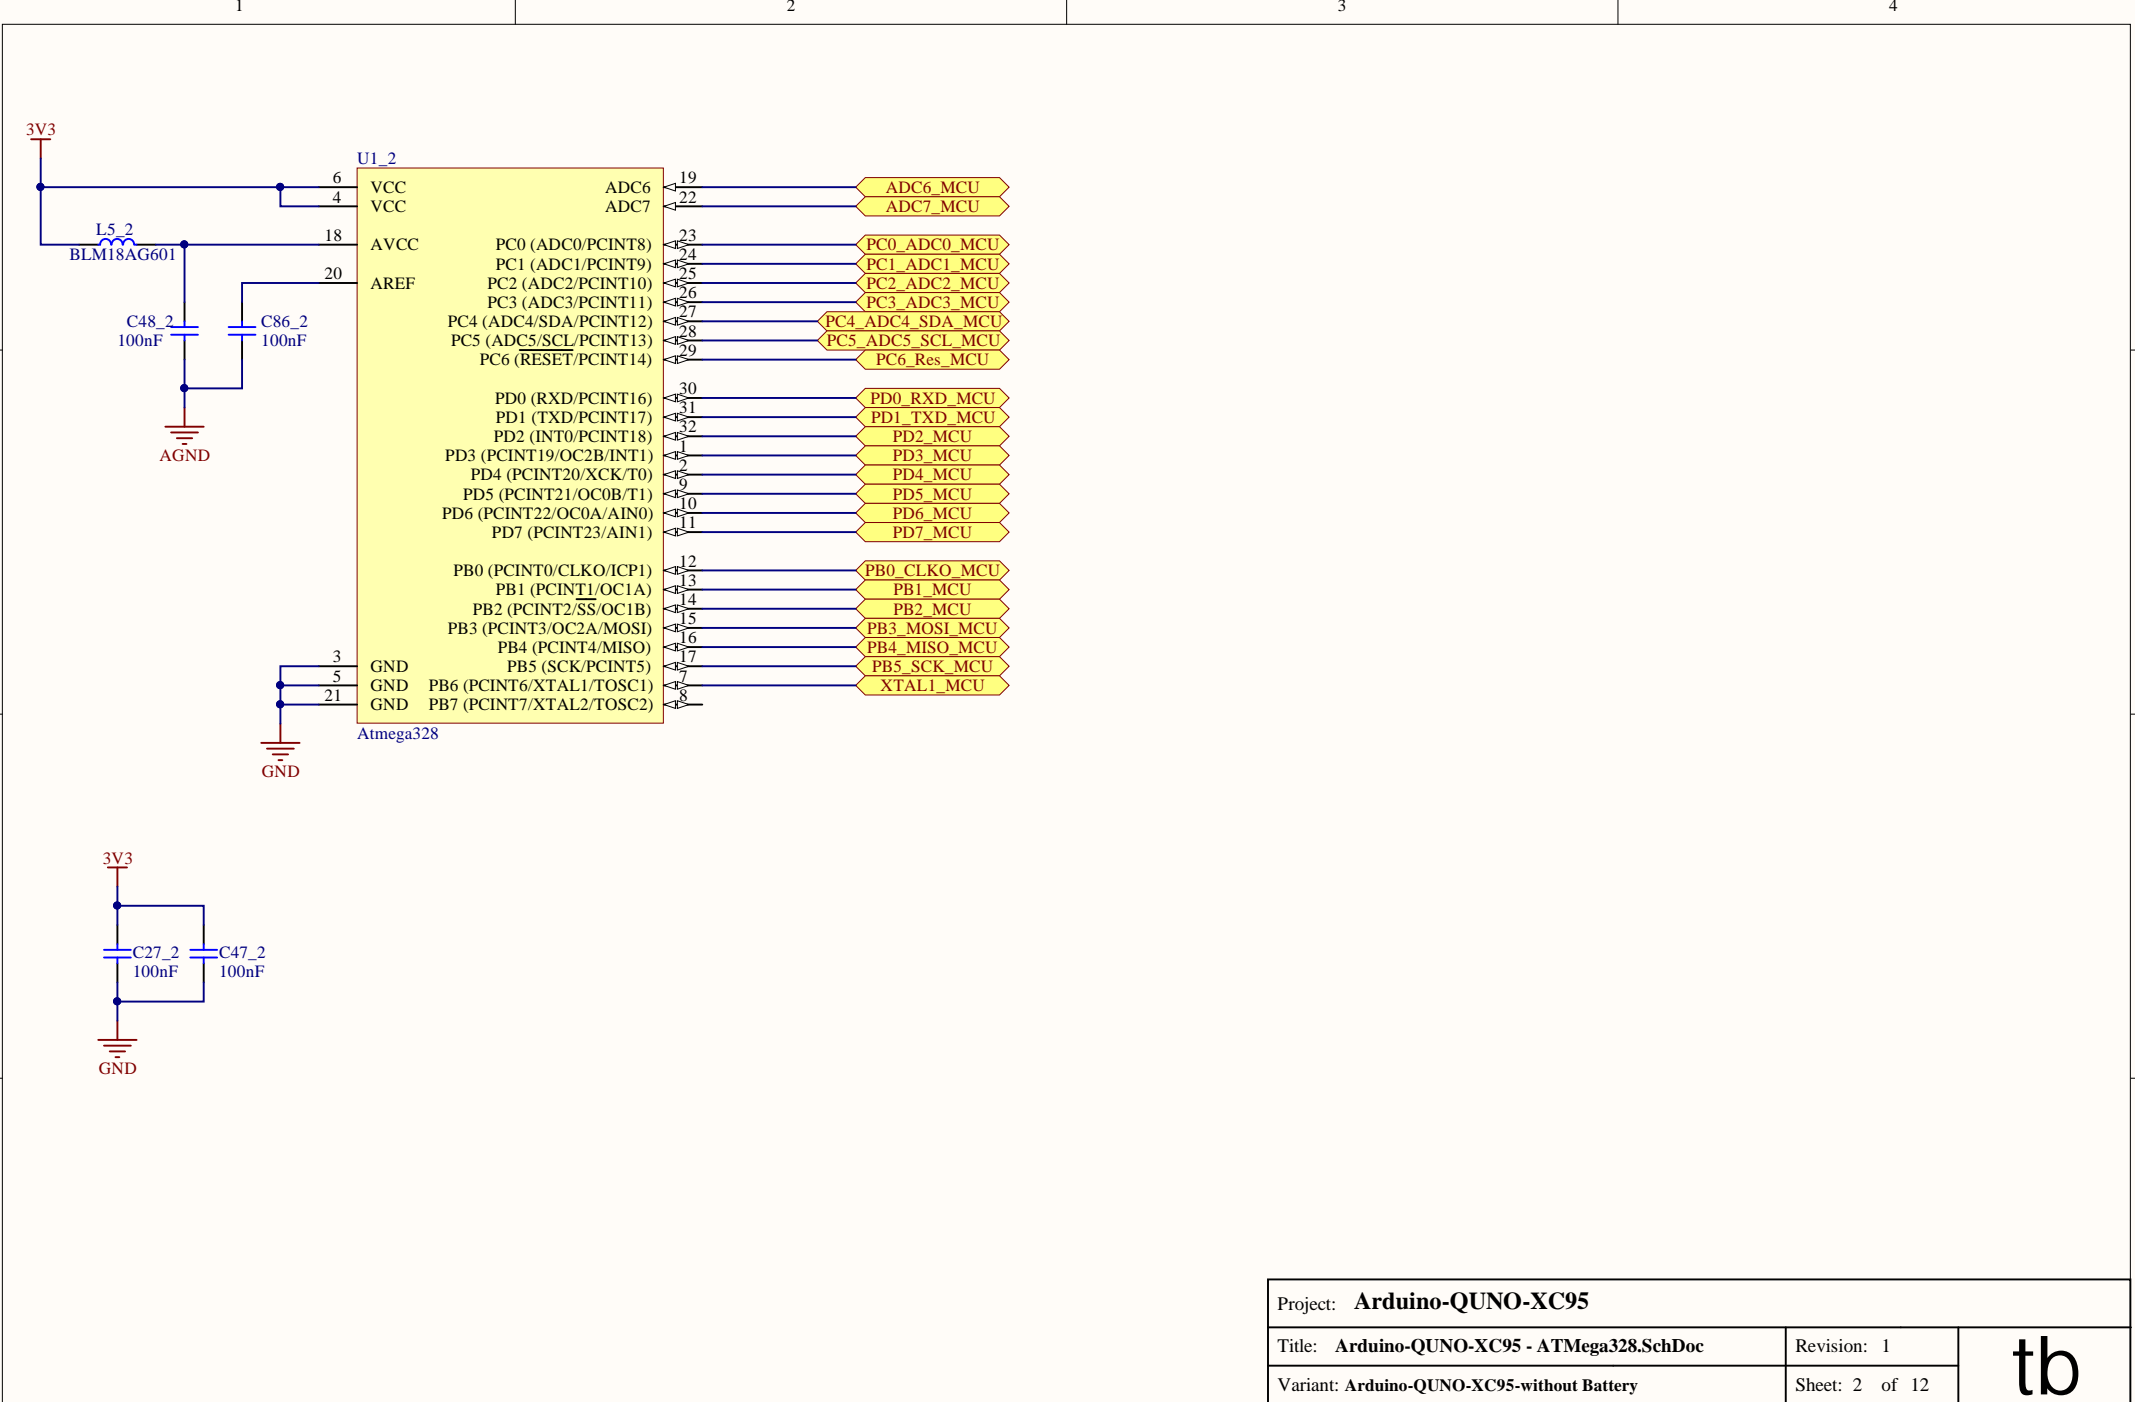 1 2 3 4
3V3
U1_2
6 VCC ADC6 19 ADC6_MCU
4 VCC ADC7 22 ADC7_MCU
L5_2
BLM18AG601
18 AVCC PC0 (ADC0/PCINT8) 23 PC0_ADC0_MCU
PC1 (ADC1/PCINT9) 24 PC1_ADC1_MCU
20 AREF PC2 (ADC2/PCINT10) 25 PC2_ADC2_MCU
PC3 (ADC3/PCINT11) 26 PC3_ADC3_MCU
C48_2 C86_2 PC4 (ADC4/SDA/PCINT12) 27 PC4_ADC4_SDA_MCU
100nF 100nF PC5 (ADC5/SCL/PCINT13) 28 PC5_ADC5_SCL_MCU
PC6 (RESET/PCINT14) 29 PC6_Res_MCU
PD0 (RXD/PCINT16) 30 PD0_RXD_MCU
PD1 (TXD/PCINT17) 31 PD1_TXD_MCU
PD2 (INT0/PCINT18) 32 PD2_MCU
AGND PD3 (PCINT19/OC2B/INT1) 1 PD3_MCU
PD4 (PCINT20/XCK/T0) 2 PD4_MCU
PD5 (PCINT21/OC0B/T1) 9 PD5_MCU
PD6 (PCINT22/OC0A/AIN0) 10 PD6_MCU
PD7 (PCINT23/AIN1) 11 PD7_MCU
PB0 (PCINT0/CLKO/ICP1) 12 PB0_CLKO_MCU
PB1 (PCINT1/OC1A) 13 PB1_MCU
PB2 (PCINT2/SS/OC1B) 14 PB2_MCU
PB3 (PCINT3/OC2A/MOSI) 15 PB3_MOSI_MCU
PB4 (PCINT4/MISO) 16 PB4_MISO_MCU
3 GND PB5 (SCK/PCINT5) 17 PB5_SCK_MCU
5 GND PB6 (PCINT6/XTAL1/TOSC1) 7 XTAL1_MCU
21 GND PB7 (PCINT7/XTAL2/TOSC2) 8
Atmega328
GND
3V3
C27_2 C47_2
100nF 100nF
GND
Project: Arduino-QUNO-XC95
Title: Arduino-QUNO-XC95 - ATMega328.SchDoc Revision: 1
Variant: Arduino-QUNO-XC95-without Battery Sheet: 2 of 12
tb